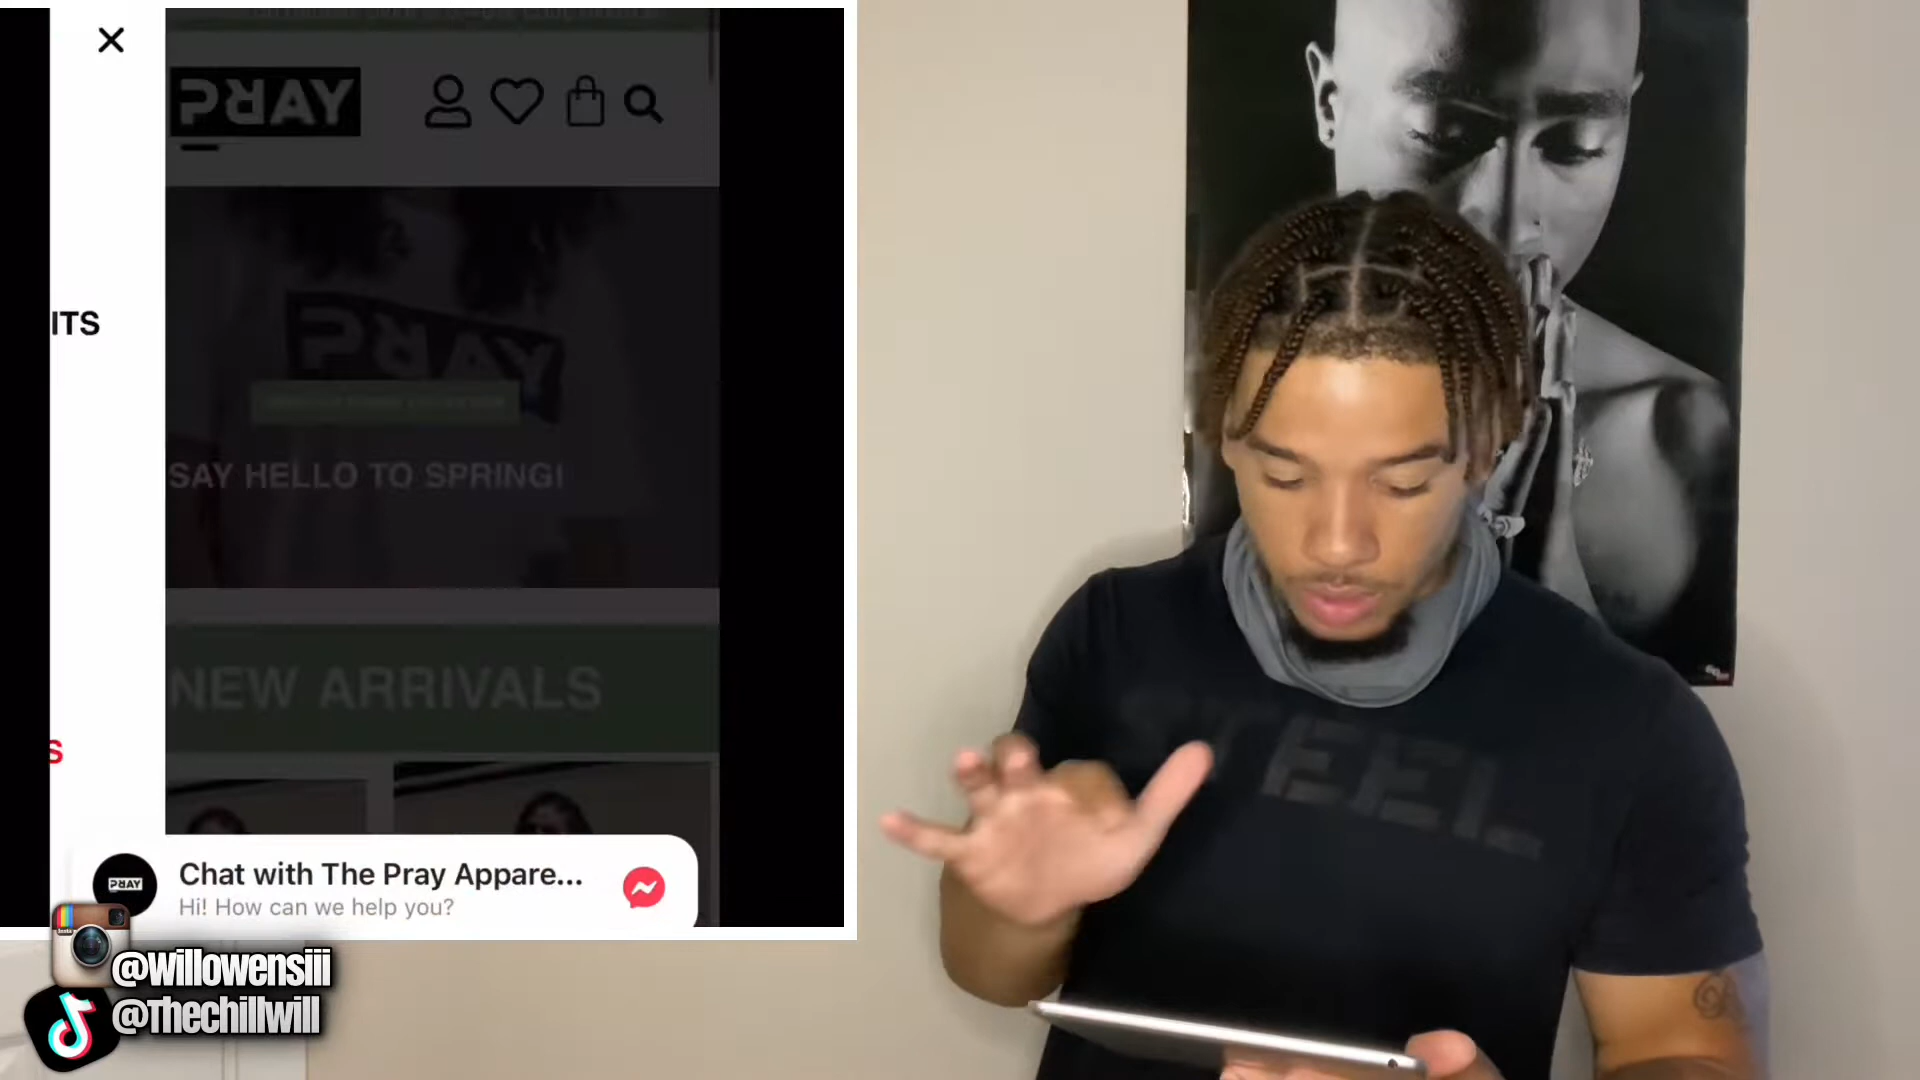 PRAY
ITS
PRAY
SAY HELLO TO SPRING!
NEW ARRIVALS
S
Chat with The Pray Appare...
Hi! How can we help you?
PRAY
@willowensiii
@Thechillwill
STEEL.